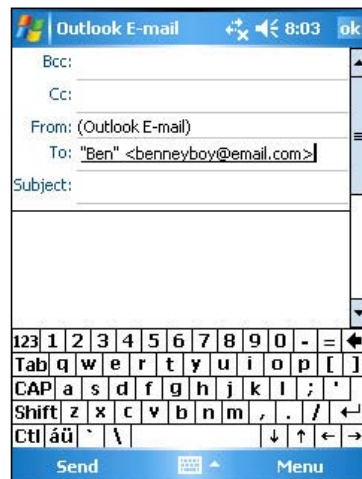 Outlook E-mail 8:03 ok
Bcc:
Cc:
From: (Outlook E-mail)
To: "Ben" <benneyboy@email.com>
Subject:
123 1 2 3 4 5 6 7 8 9 0 - = ←
Tab q w e r t y u i o p [ ]
CAP a s d f g h j k l ; '
Shift z x c v b n m , . / ↵
Ctl áü ` \ ↓ ↑ ← →
Send Menu